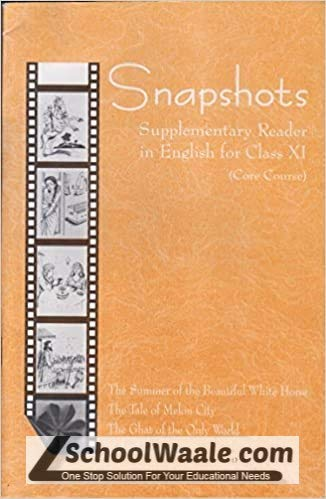 Snapshots
Supplementary Reader
in English for Class XI
(Core Course)
The Summer of the Beautiful White Horse
The Tale of Melon City
The Ghat of the Only World
SchoolWaale.com
One Stop Solution For Your Educational Needs